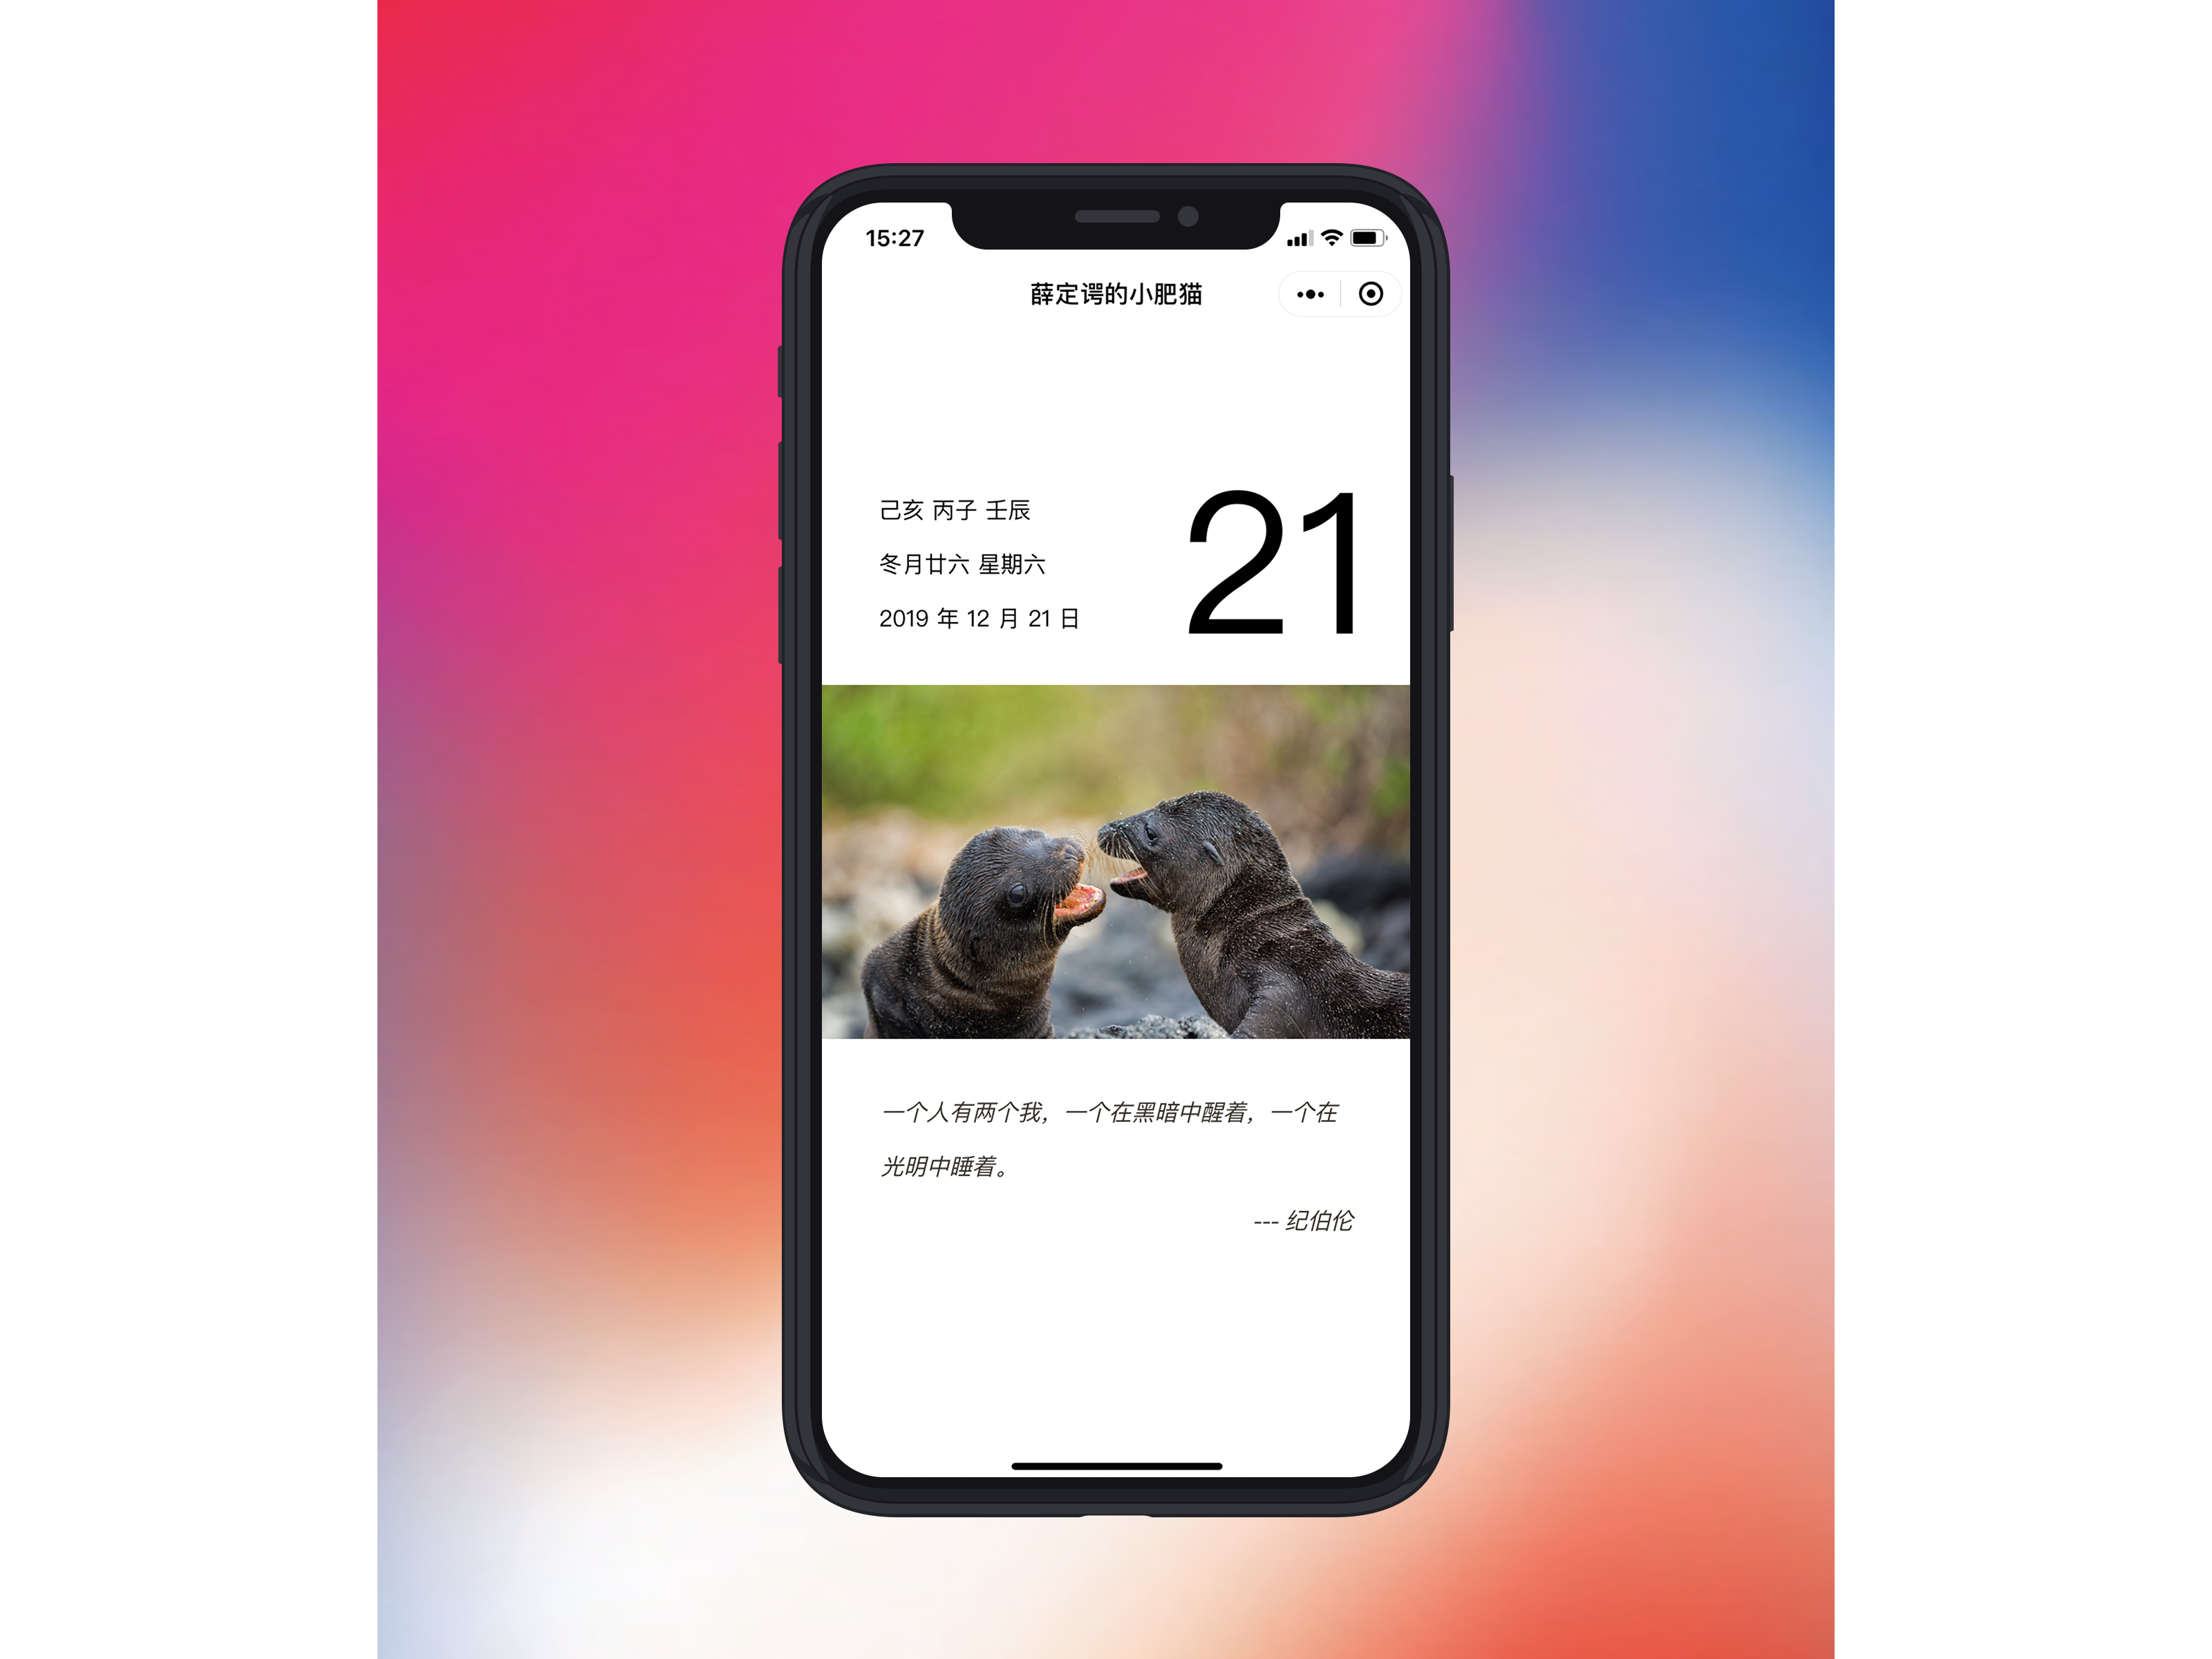 15:27
薛定谔的小肥猫
己亥 丙子 壬辰
冬月廿六 星期六
2019 年 12 月 21 日
21
一个人有两个我，一个在黑暗中醒着，一个在
光明中睡着。
--- 纪伯伦